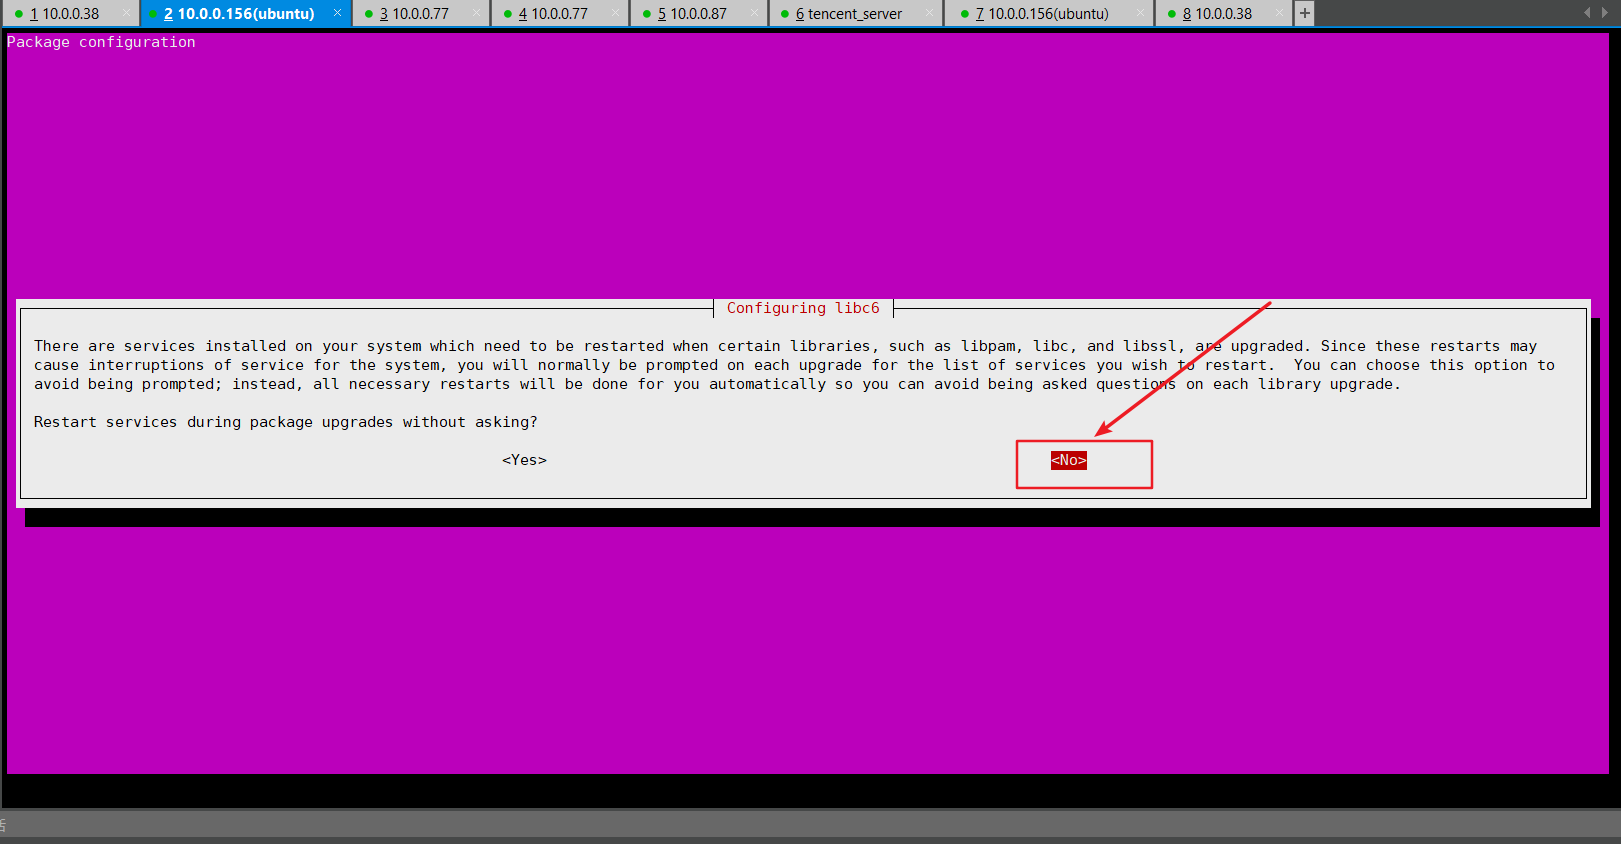 1 10.0.0.38
2 10.0.0.156(ubuntu)
3 10.0.0.77
4 10.0.0.77
5 10.0.0.87
6 tencent_server
7 10.0.0.156(ubuntu)
8 10.0.0.38
Package configuration
Configuring libc6
There are services installed on your system which need to be restarted when certain libraries, such as libpam, libc, and libssl, are upgraded. Since these restarts may
cause interruptions of service for the system, you will normally be prompted on each upgrade for the list of services you wish to restart.  You can choose this option to
avoid being prompted; instead, all necessary restarts will be done for you automatically so you can avoid being asked questions on each library upgrade.
Restart services during package upgrades without asking?
<Yes>
<No>